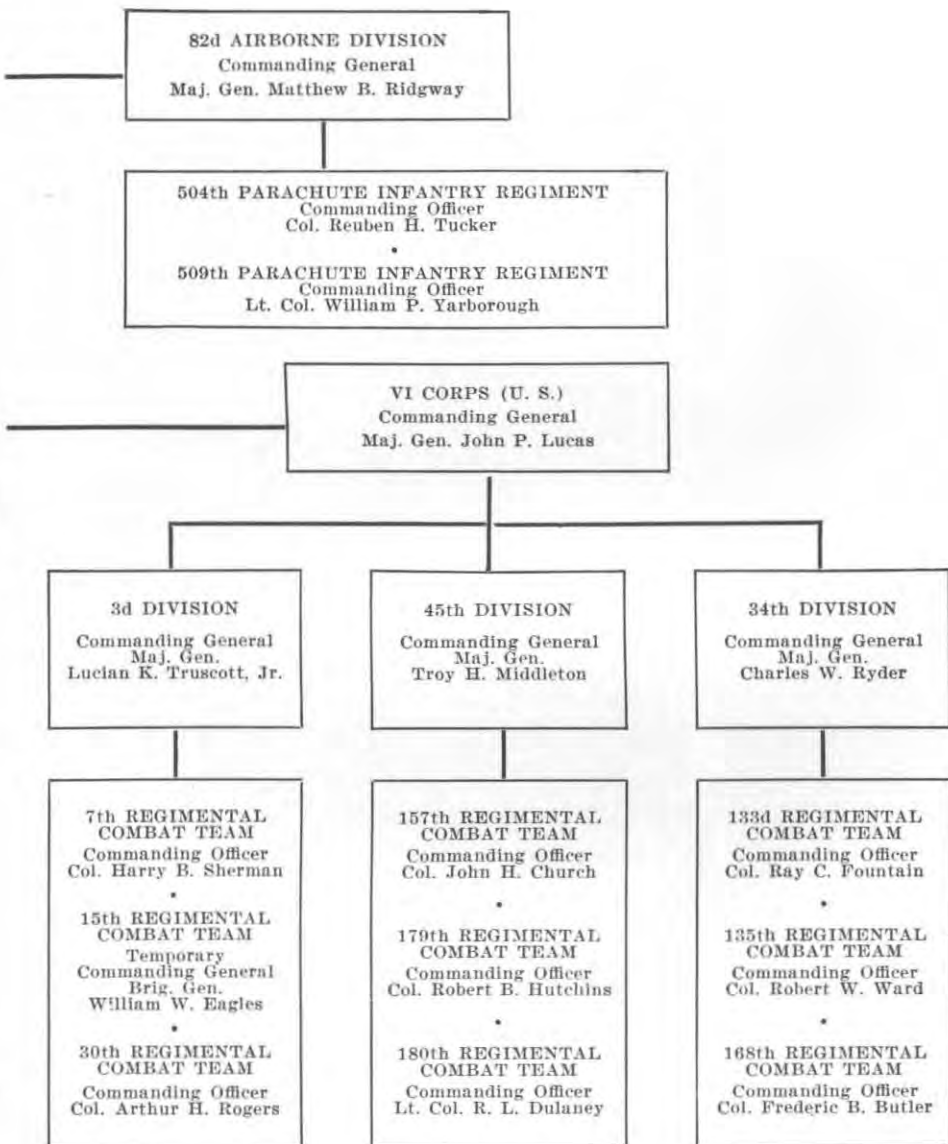 82d AIRBORNE DIVISION
Commanding General
Maj. Gen. Matthew B. Ridgway
504th PARACHUTE INFANTRY REGIMENT
Commanding Officer
Col. Reuben H. Tucker
•
509th PARACHUTE INFANTRY REGIMENT
Commanding Officer
Lt. Col. William P. Yarborough
VI CORPS (U. S.)
Commanding General
Maj. Gen. John P. Lucas
3d DIVISION
Commanding General
Maj. Gen.
Lucian K. Truscott, Jr.
45th DIVISION
Commanding General
Maj. Gen.
Troy H. Middleton
34th DIVISION
Commanding General
Maj. Gen.
Charles W. Ryder
7th REGIMENTAL
COMBAT TEAM
Commanding Officer
Col. Harry B. Sherman
•
15th REGIMENTAL
COMBAT TEAM
Temporary
Commanding General
Brig. Gen.
William W. Eagles
•
30th REGIMENTAL
COMBAT TEAM
Commanding Officer
Col. Arthur H. Rogers
157th REGIMENTAL
COMBAT TEAM
Commanding Officer
Col. John H. Church
•
179th REGIMENTAL
COMBAT TEAM
Commanding Officer
Col. Robert B. Hutchins
•
180th REGIMENTAL
COMBAT TEAM
Commanding Officer
Lt. Col. R. L. Dulaney
133d REGIMENTAL
COMBAT TEAM
Commanding Officer
Col. Ray C. Fountain
•
135th REGIMENTAL
COMBAT TEAM
Commanding Officer
Col. Robert W. Ward
•
168th REGIMENTAL
COMBAT TEAM
Commanding Officer
Col. Frederic B. Butler